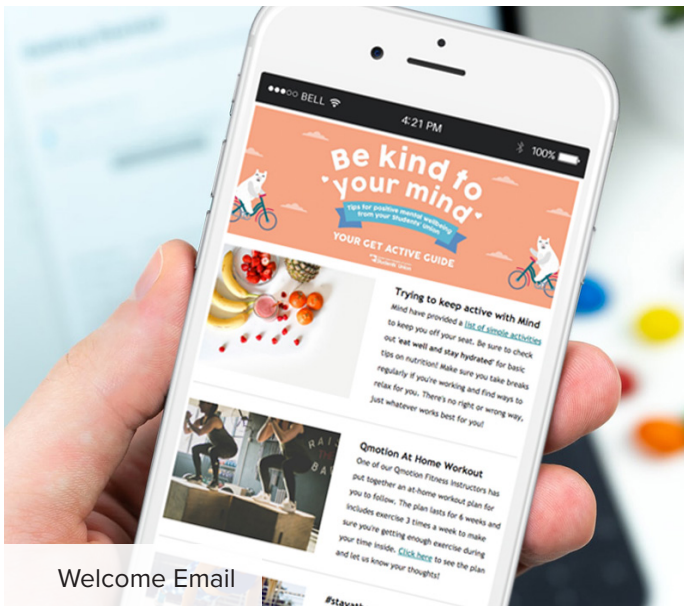 BELL
4:21 PM
100%
Be kind to
your mind
Tips for positive mental wellbeing
from your Students' Union
YOUR GET ACTIVE GUIDE
Students' Union
Trying to keep active with Mind
Mind have provided a list of simple activities
to keep you off your seat. Be sure to check
out 'eat well and stay hydrated' for basic
tips on nutrition! Make sure you take breaks
regularly if you're working and find ways to
relax for you. There's no right or wrong way,
just whatever works best for you!
RAIS
THE
BA
Qmotion At Home Workout
One of our Qmotion Fitness Instructors has
put together an at-home workout plan for
you to follow. The plan lasts for 6 weeks and
includes exercise 3 times a week to make
sure you're getting enough exercise during
your time inside. Click here to see the plan
and let us know your thoughts!
Welcome Email